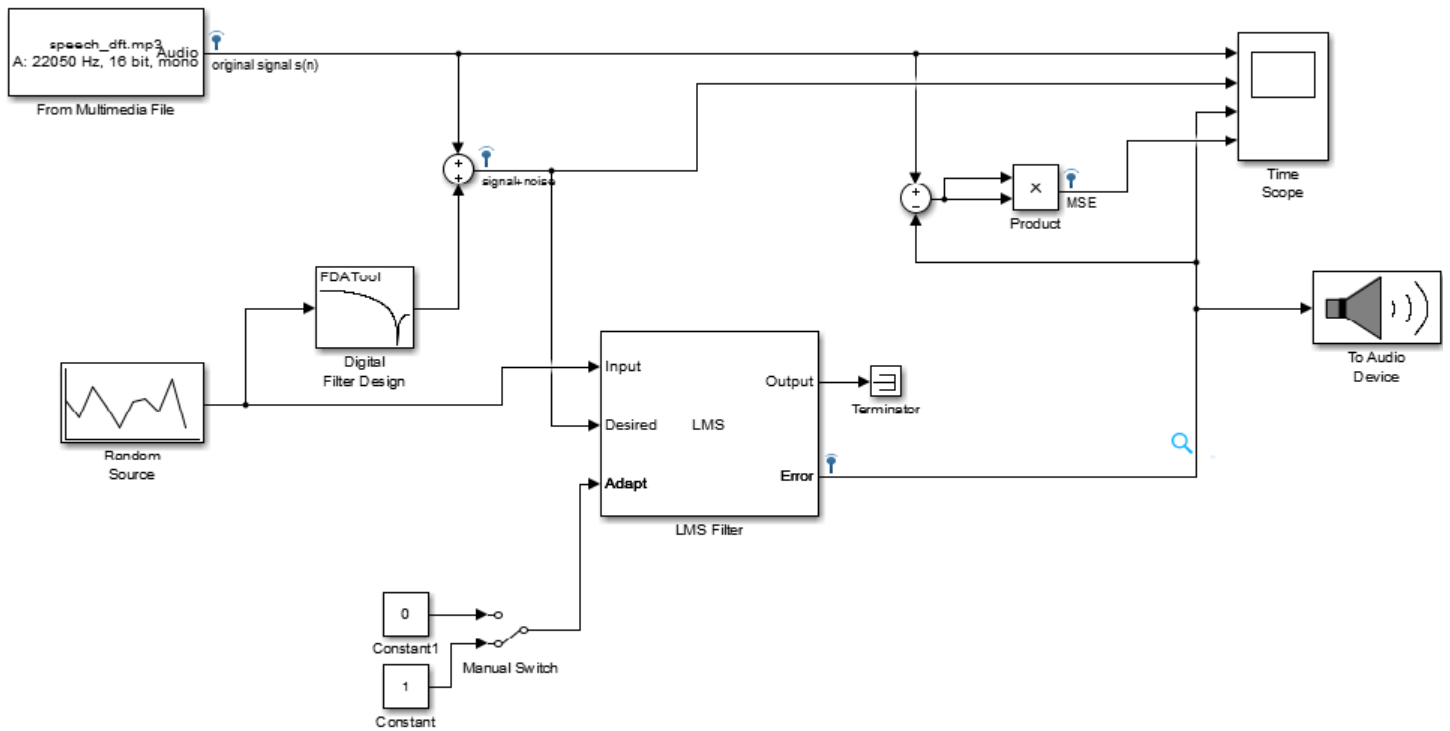 speech_dft.mp3
Audio
A: 22050 Hz, 16 bit, mono
From Multimedia File
original signal s(n)
+
+
signal+noise
+
−
×
Product
MSE
Time
Scope
FDATool
Digital
Filter Design
To Audio
Device
Random
Source
Input
Output
Desired
LMS
Adapt
Error
LMS Filter
Terminator
0
Constant1
Manual Switch
1
Constant